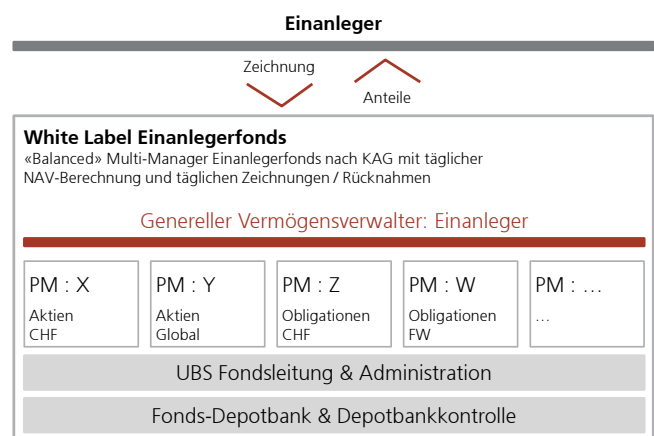 Einanleger
Zeichnung
Anteile
White Label Einanlegerfonds
«Balanced» Multi-Manager Einanlegerfonds nach KAG mit täglicher
NAV-Berechnung und täglichen Zeichnungen / Rücknahmen
Genereller Vermögensverwalter: Einanleger
PM : X
Aktien
CHF
PM : Y
Aktien
Global
PM : Z
Obligationen
CHF
PM : W
Obligationen
FW
PM : …
…
UBS Fondsleitung & Administration
Fonds-Depotbank & Depotbankkontrolle